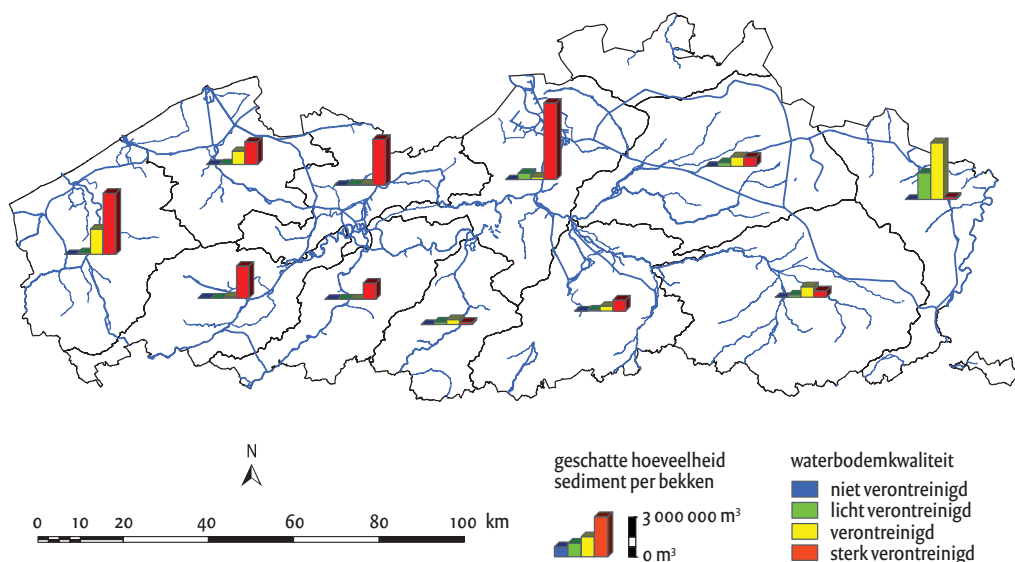 N
0 10 20 40 60 80 100 km
geschatte hoeveelheid
sediment per bekken
3 000 000 m³
0 m³
waterbodemkwaliteit
niet verontreinigd
licht verontreinigd
verontreinigd
sterk verontreinigd